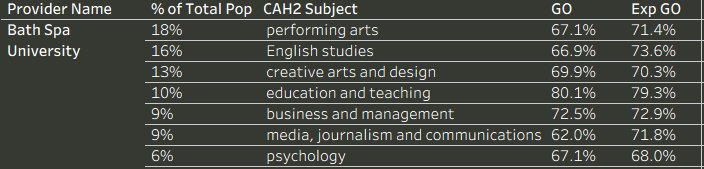 Provider Name % of Total Pop CAH2 Subject GO Exp GO
Bath Spa 18% performing arts 67.1% 71.4%
University 16% English studies 66.9% 73.6%
13% creative arts and design 69.9% 70.3%
10% education and teaching 80.1% 79.3%
9% business and management 72.5% 72.9%
9% media, journalism and communications 62.0% 71.8%
6% psychology 67.1% 68.0%